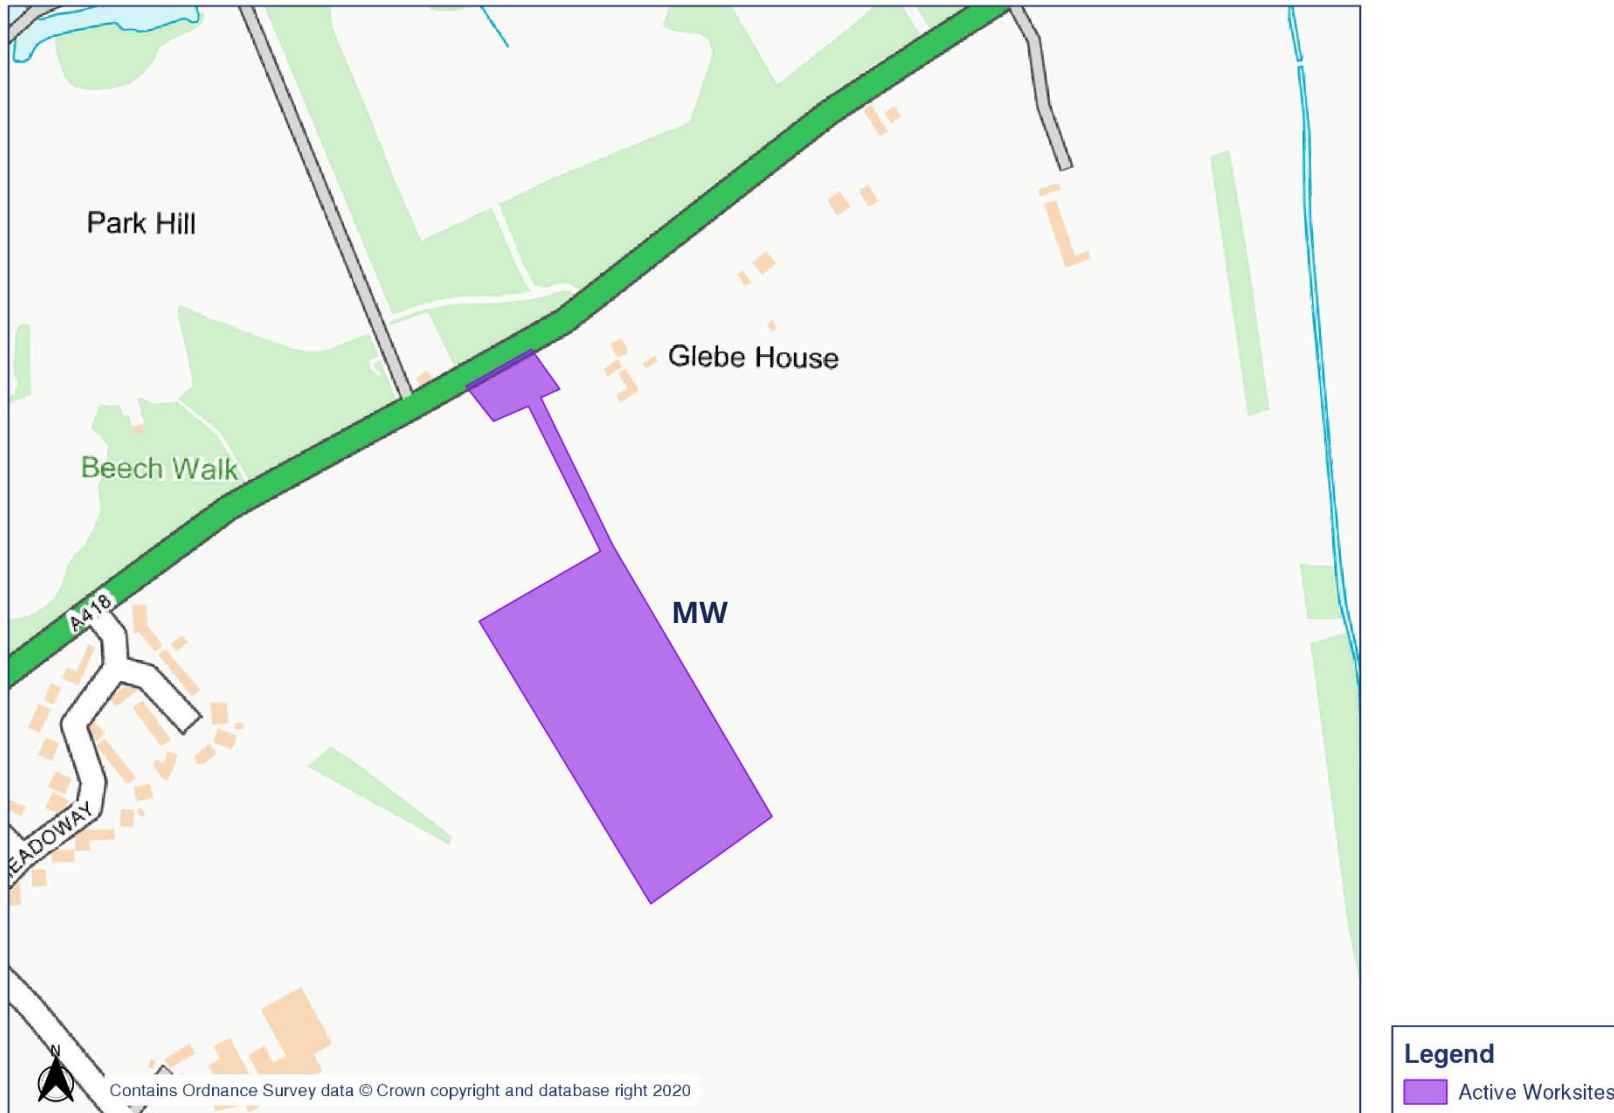 Park Hill
Glebe House
Beech Walk
A418
MW
EADOWAY
N
Contains Ordnance Survey data © Crown copyright and database right 2020
Legend
Active Worksites